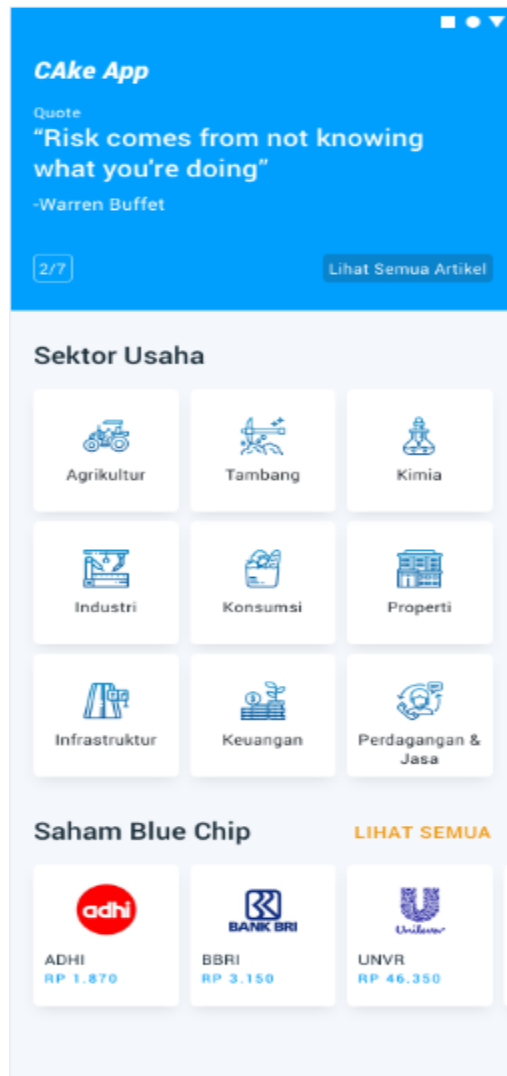 CAke App
Quote
“Risk comes from not knowing
what you’re doing”
-Warren Buffet
2/7
Lihat Semua Artikel
Sektor Usaha
Agrikultur
Tambang
Kimia
Industri
Konsumsi
Properti
Infrastruktur
Keuangan
Perdagangan &
Jasa
Saham Blue Chip
LIHAT SEMUA
adhi
BANK BRI
Unilever
ADHI
BBRI
UNVR
RP 1.870
RP 3.150
RP 46.350